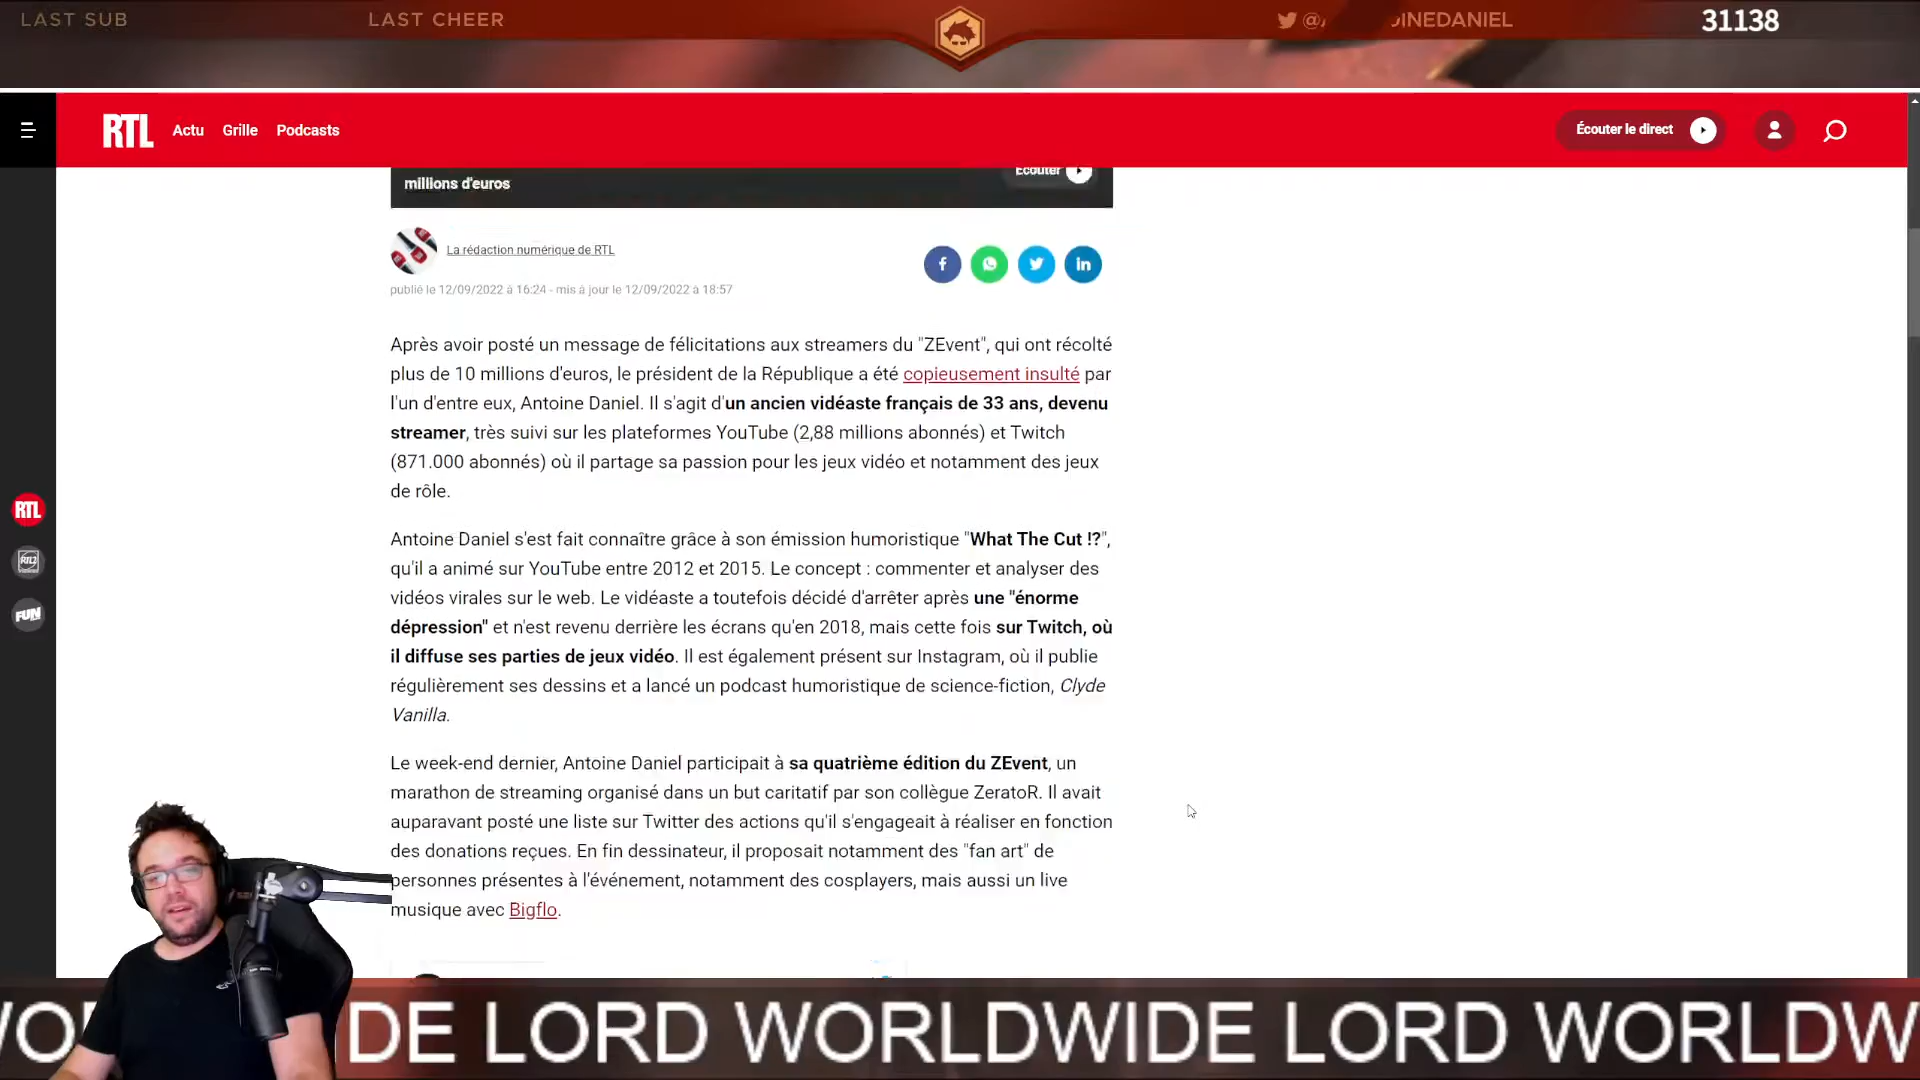 LAST SUB
LAST CHEER
@
INEDANIEL
31138
RTL
Actu
Grille
Podcasts
Écouter le direct
millions d'euros
Écouter
La rédaction numérique de RTL
publié le 12/09/2022 à 16:24 - mis à jour le 12/09/2022 à 18:57
Après avoir posté un message de félicitations aux streamers du "ZEvent", qui ont récolté
plus de 10 millions d'euros, le président de la République a été copieusement insulté par
l'un d'entre eux, Antoine Daniel. Il s'agit d'un ancien vidéaste français de 33 ans, devenu
streamer, très suivi sur les plateformes YouTube (2,88 millions abonnés) et Twitch
(871.000 abonnés) où il partage sa passion pour les jeux vidéo et notamment des jeux
de rôle.
RTL
RTL2
FUN
Antoine Daniel s'est fait connaître grâce à son émission humoristique "What The Cut !?",
qu'il a animé sur YouTube entre 2012 et 2015. Le concept : commenter et analyser des
vidéos virales sur le web. Le vidéaste a toutefois décidé d'arrêter après une "énorme
dépression" et n'est revenu derrière les écrans qu'en 2018, mais cette fois sur Twitch, où
il diffuse ses parties de jeux vidéo. Il est également présent sur Instagram, où il publie
régulièrement ses dessins et a lancé un podcast humoristique de science-fiction, Clyde
Vanilla.
Le week-end dernier, Antoine Daniel participait à sa quatrième édition du ZEvent, un
marathon de streaming organisé dans un but caritatif par son collègue ZeratoR. Il avait
auparavant posté une liste sur Twitter des actions qu'il s'engageait à réaliser en fonction
des donations reçues. En fin dessinateur, il proposait notamment des "fan art" de
personnes présentes à l'événement, notamment des cosplayers, mais aussi un live
musique avec Bigflo.
WO DE LORD WORLDWIDE LORD WORLDW